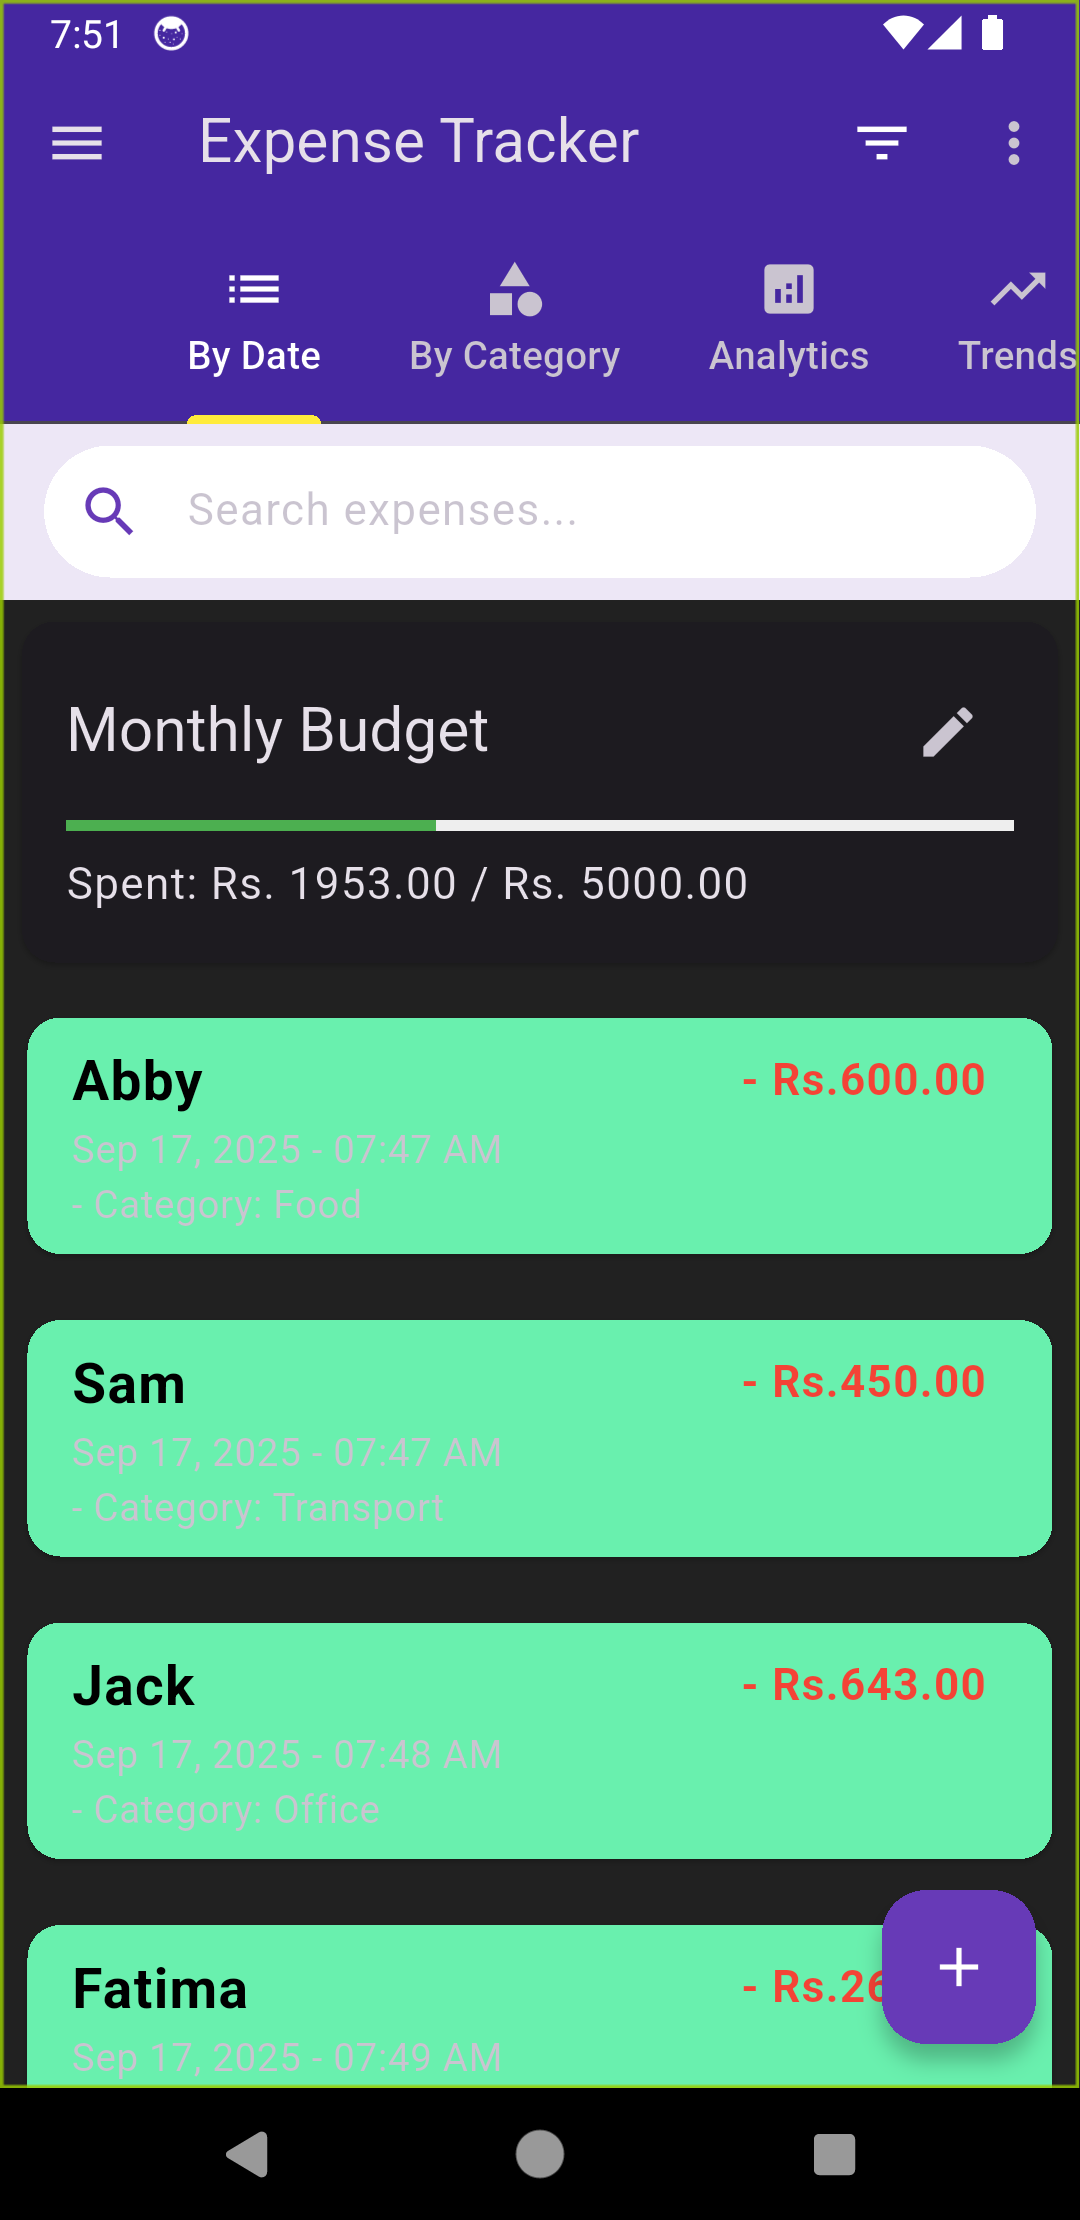 7:51
Expense Tracker
By Date
By Category
Analytics
Trends
Search expenses...
Monthly Budget
Spent: Rs. 1953.00 / Rs. 5000.00
Abby
- Rs.600.00
Sep 17, 2025 - 07:47 AM
- Category: Food
Sam
- Rs.450.00
Sep 17, 2025 - 07:47 AM
- Category: Transport
Jack
- Rs.643.00
Sep 17, 2025 - 07:48 AM
- Category: Office
Fatima
- Rs.26
Sep 17, 2025 - 07:49 AM